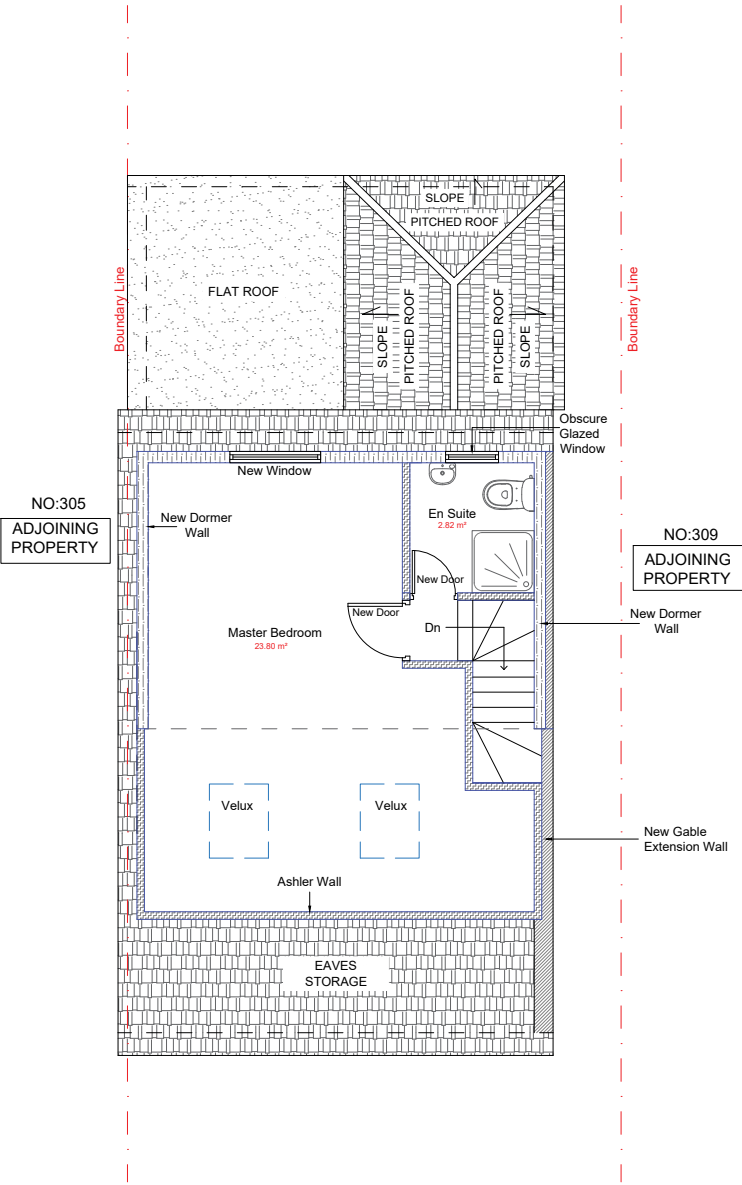 SLOPE
PITCHED ROOF
FLAT ROOF
Boundary Line
SLOPE
PITCHED ROOF
PITCHED ROOF
SLOPE
Boundary Line
Obscure
Glazed
Window
New Window
NO:305
ADJOINING
PROPERTY
New Dormer
Wall
En Suite
2.82 m²
NO:309
ADJOINING
PROPERTY
New Door
New Door
Master Bedroom
23.80 m²
Dn
New Dormer
Wall
Velux
Velux
New Gable
Extension Wall
Ashler Wall
EAVES
STORAGE